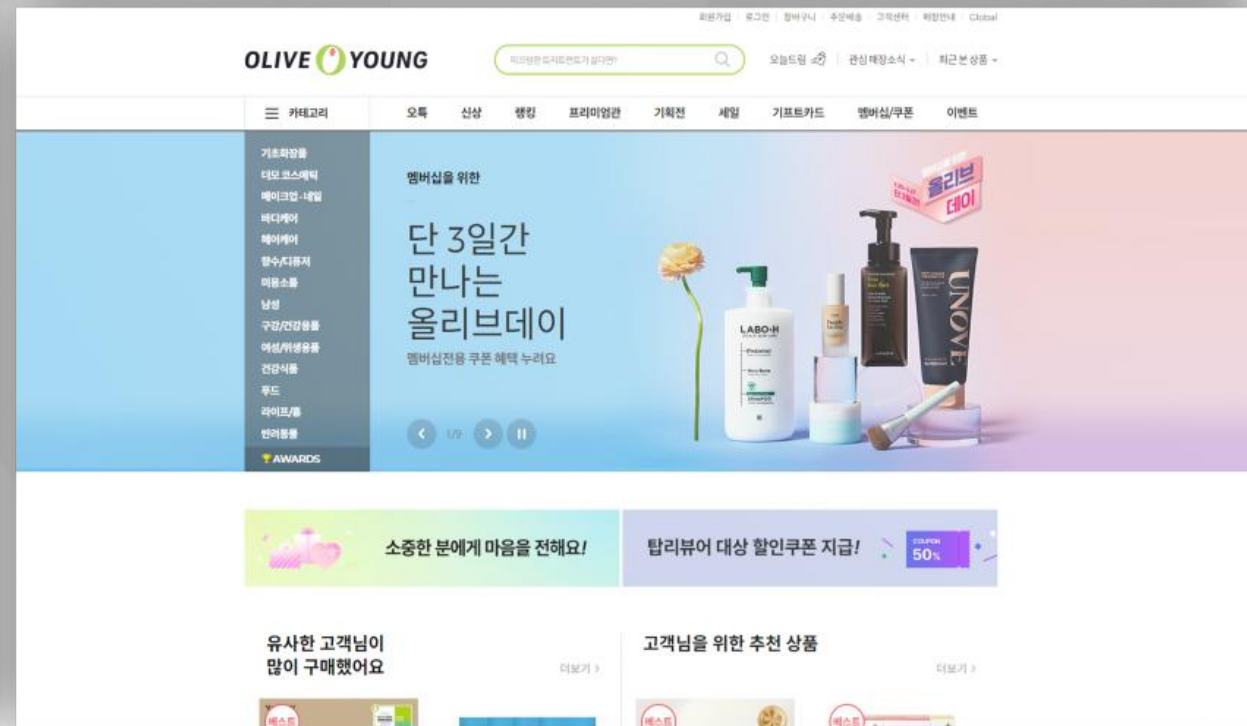 회원가입 로그인 장바구니 주문배송 고객센터 매장안내 Global
OLIVE YOUNG
오늘드림 관심 매장소식 최근 본 상품
카테고리 오특 신상 랭킹 프리미엄관 기획전 세일 기프트카드 멤버십/쿠폰 이벤트
기초화장품
더모 코스메틱
메이크업·네일
바디케어
헤어케어
향수/디퓨저
미용소품
남성
구강/건강용품
여성/위생용품
건강식품
푸드
라이프/홈
반려동물
AWARDS
멤버십을 위한
단 3일간
만나는
올리브데이
멤버십전용 쿠폰 혜택 누려요
1/9
올리브
데이
LABO-H
UNOVE
소중한 분에게 마음을 전해요!
탑리뷰어 대상 할인쿠폰 지급!
COUPON
50%
유사한 고객님이
많이 구매했어요
더보기
고객님을 위한 추천 상품
더보기
베스트
베스트
베스트